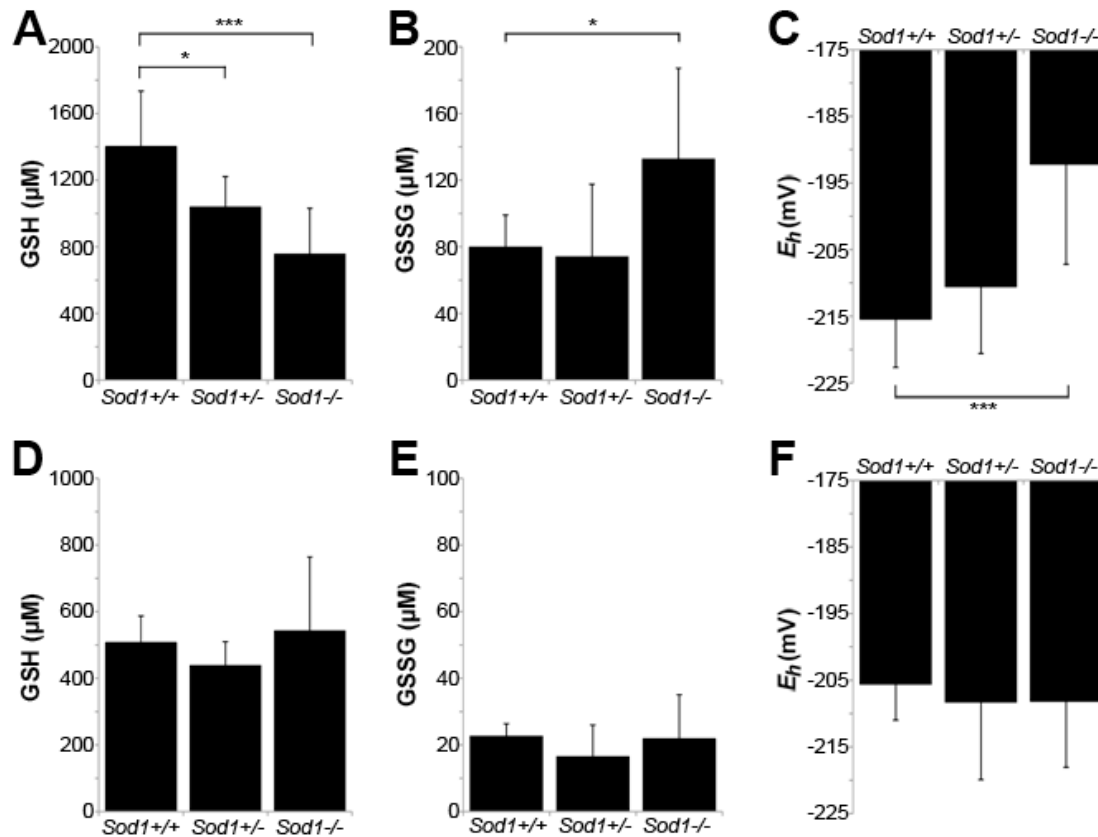 A
***
*
2000
1600
1200
800
400
0
GSH (µM)
Sod1+/+ Sod1+/- Sod1-/-
B
*
200
160
120
80
40
0
GSSG (µM)
Sod1+/+ Sod1+/- Sod1-/-
C
Sod1+/+ Sod1+/- Sod1-/-
-175
-185
-195
-205
-215
-225
Eh (mV)
***
D
1000
800
600
400
200
0
GSH (µM)
Sod1+/+ Sod1+/- Sod1-/-
E
100
80
60
40
20
0
GSSG (µM)
Sod1+/+ Sod1+/- Sod1-/-
F
Sod1+/+ Sod1+/- Sod1-/-
-175
-185
-195
-205
-215
-225
Eh (mV)